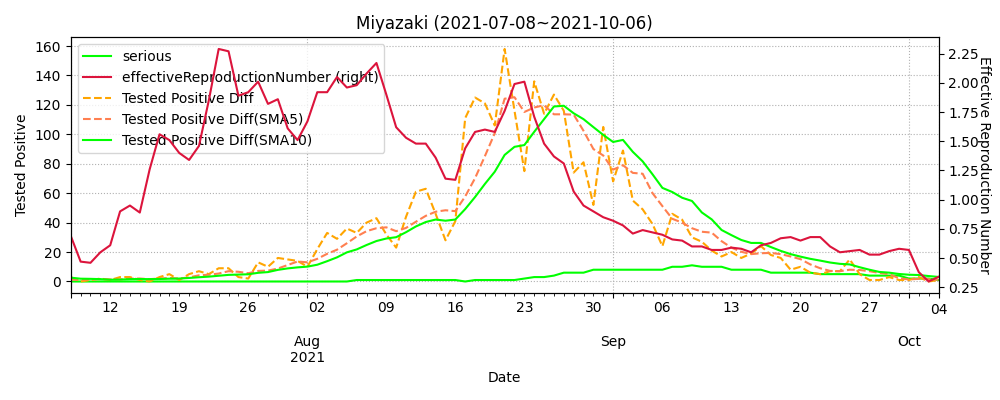 Miyazaki (2021-07-08~2021-10-06)
serious
effectiveReproductionNumber (right)
Tested Positive Diff
Tested Positive Diff(SMA5)
Tested Positive Diff(SMA10)
Tested Positive
160
140
120
100
80
60
40
20
0
2.25
2.00
1.75
1.50
1.25
1.00
0.75
0.50
0.25
Effective Reproduction Number
12 19 26 02 09 16 23 30 06 13 20 27 04
Aug Sep Oct
2021
Date